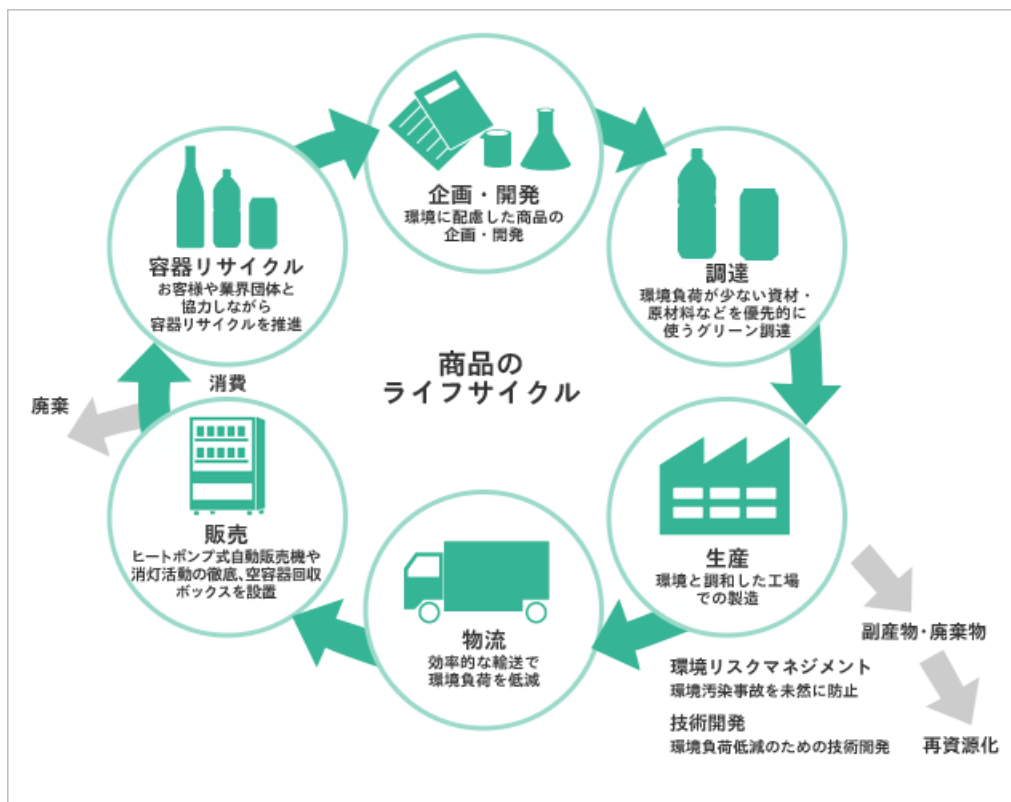 企画・開発
環境に配慮した商品の
企画・開発
調達
環境負荷が少ない資材・
原材料などを優先的に
使うグリーン調達
生産
環境と調和した工場
での製造
副産物・廃棄物
再資源化
環境リスクマネジメント
環境汚染事故を未然に防止
技術開発
環境負荷低減のための技術開発
物流
効率的な輸送で
環境負荷を低減
販売
ヒートポンプ式自動販売機や
消灯活動の徹底、空容器回収
ボックスを設置
消費
廃棄
容器リサイクル
お客様や業界団体と
協力しながら
容器リサイクルを推進
商品の
ライフサイクル